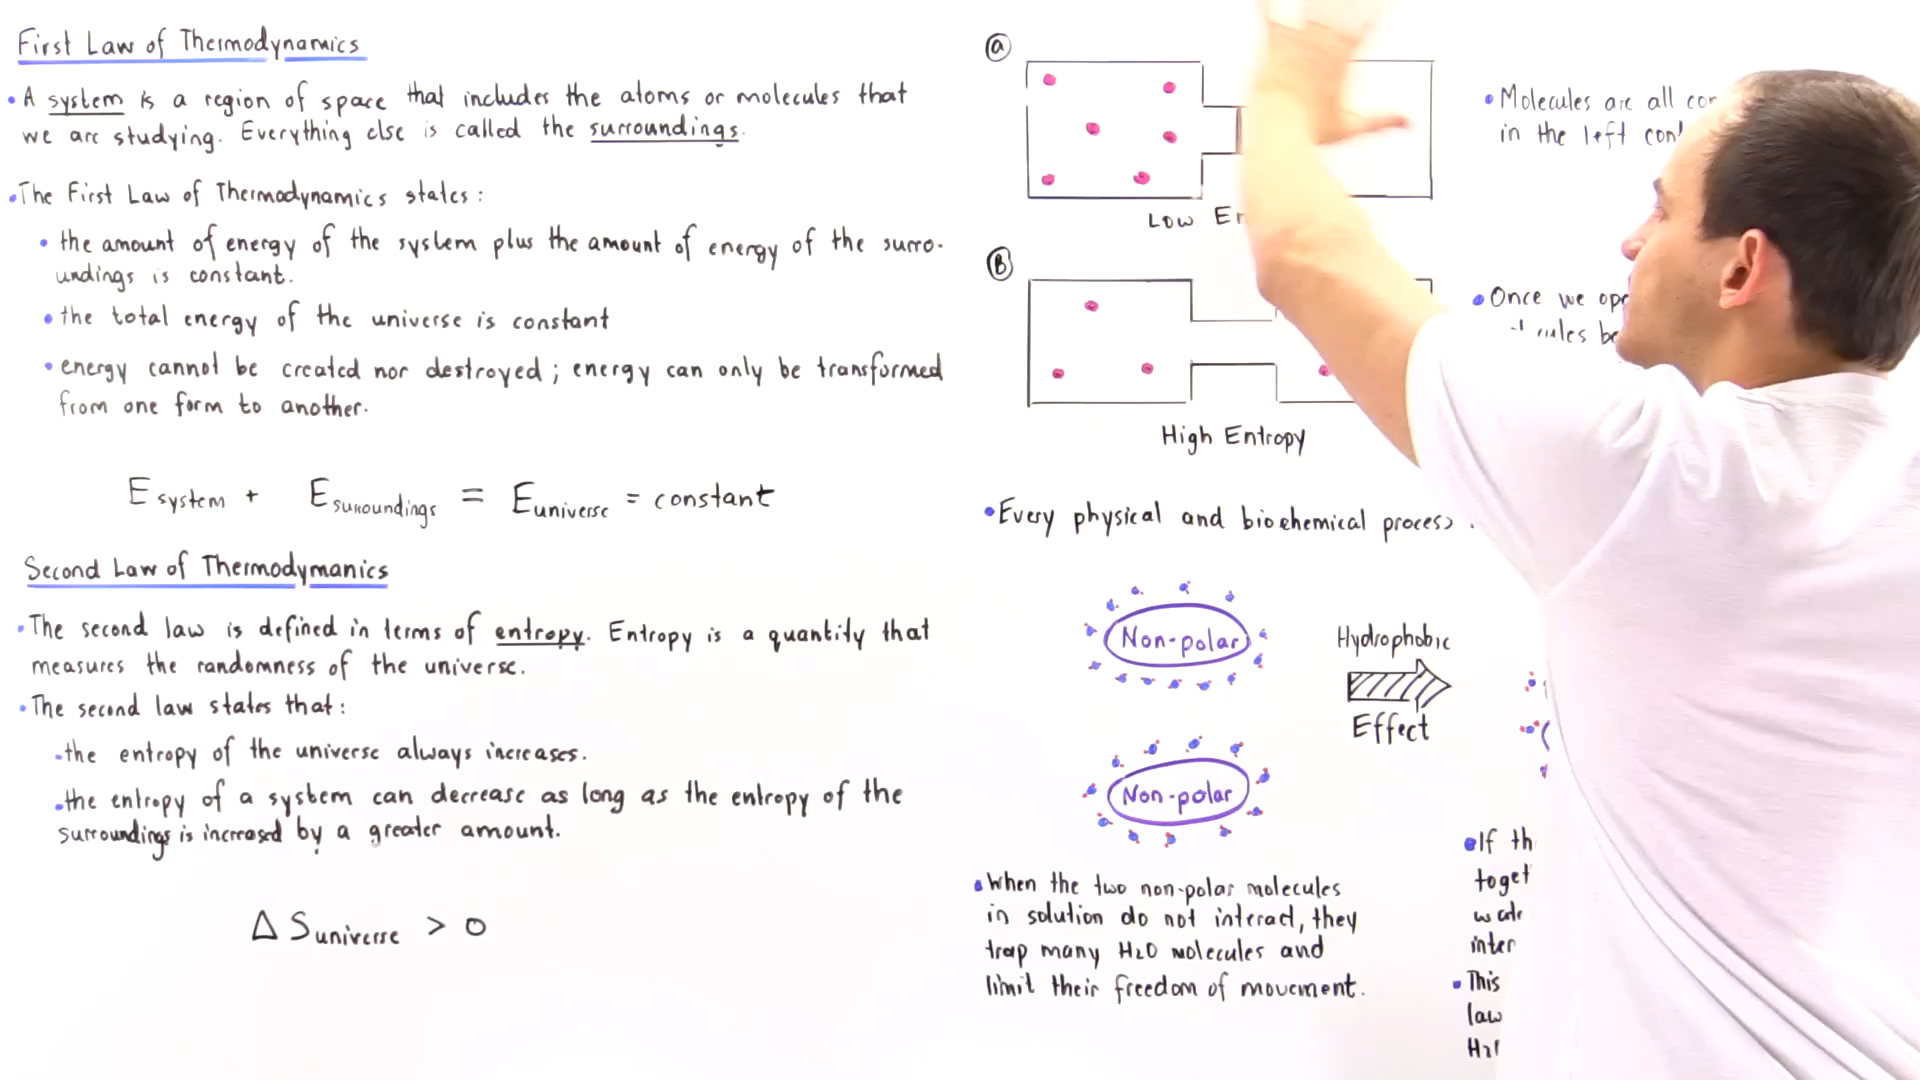 First Law of Thermodynamics
• A system is a region of space that includes the atoms or molecules that
we are studying. Everything else is called the surroundings.
• The First Law of Thermodynamics states:
• the amount of energy of the system plus the amount of energy of the surro-
undings is constant.
• the total energy of the universe is constant
• energy cannot be created nor destroyed; energy can only be transformed
from one form to another.
E system + E surroundings = E universe = constant
Second Law of Thermodymanics
• The second law is defined in terms of entropy. Entropy is a quantity that
measures the randomness of the universe.
• The second law states that:
• the entropy of the universe always increases.
• the entropy of a system can decrease as long as the entropy of the
surroundings is increased by a greater amount.
Δ S universe > 0
A
Low
B
High Entropy
• Molecules are all
in the left
• Once we
• Every physical and biochemical process
Non-polar
Hydrophobic
Effect
Non-polar
• When the two non-polar molecules
in solution do not interact, they
trap many H2O molecules and
limit their freedom of movement.
• If
• This
law